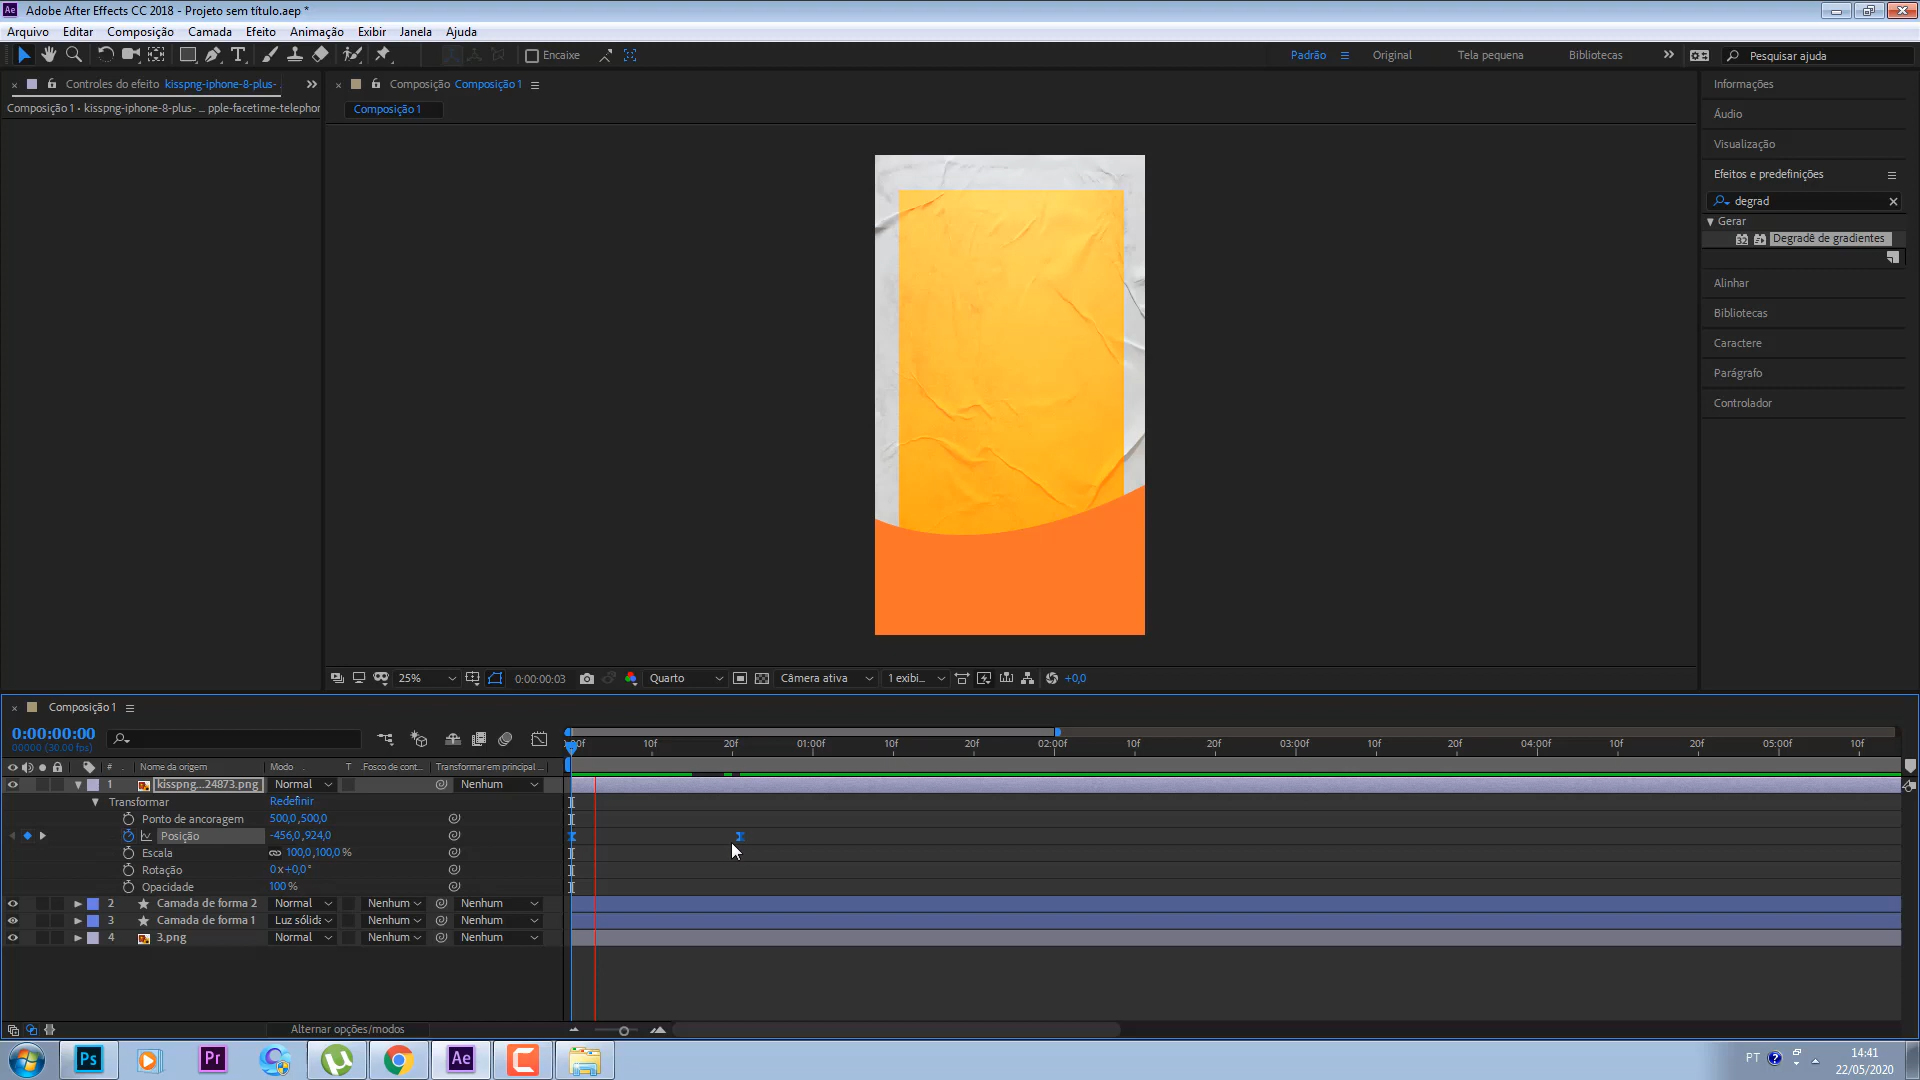 Ae Adobe After Effects CC 2018 - Projeto sem título.aep *
Arquivo Editar Composição Camada Efeito Animação Exibir Janela Ajuda
Encaixe Padrão Original Tela pequena Bibliotecas Pesquisar ajuda
Controles do efeito kisspng-iphone-8-plus-
Composição Composição 1
Composição 1 • kisspng-iphone-8-plus- ... pple-facetime-telephor
Composição 1
Informações
Áudio
Visualização
Efeitos e predefinições
degrad
Gerar
32 Degradê de gradientes
Alinhar
Bibliotecas
Caractere
Parágrafo
Controlador
25% 0:00:00:03 Quarto Câmera ativa 1 exibi... +0,0
Composição 1
0:00:00:00
00000 (30.00 fps)
00f 10f 20f 01:00f 10f 20f 02:00f 10f 20f 03:00f 10f 20f 04:00f 10f 20f 05:00f 10f
# Nome da origem Modo T .Fosco de cont... Transformar em principal ...
1 kisspng...24873.png Normal Nenhum
Transformar Redefinir
Ponto de ancoragem 500,0,500,0
Posição -456,0,924,0
Escala 100,0,100,0 %
Rotação 0x+0,0°
Opacidade 100 %
2 Camada de forma 2 Normal Nenhum Nenhum
3 Camada de forma 1 Luz sólida Nenhum Nenhum
4 3.png Normal Nenhum Nenhum
Alternar opções/modos
Ps Pr Ae PT 14:41
22/05/2020